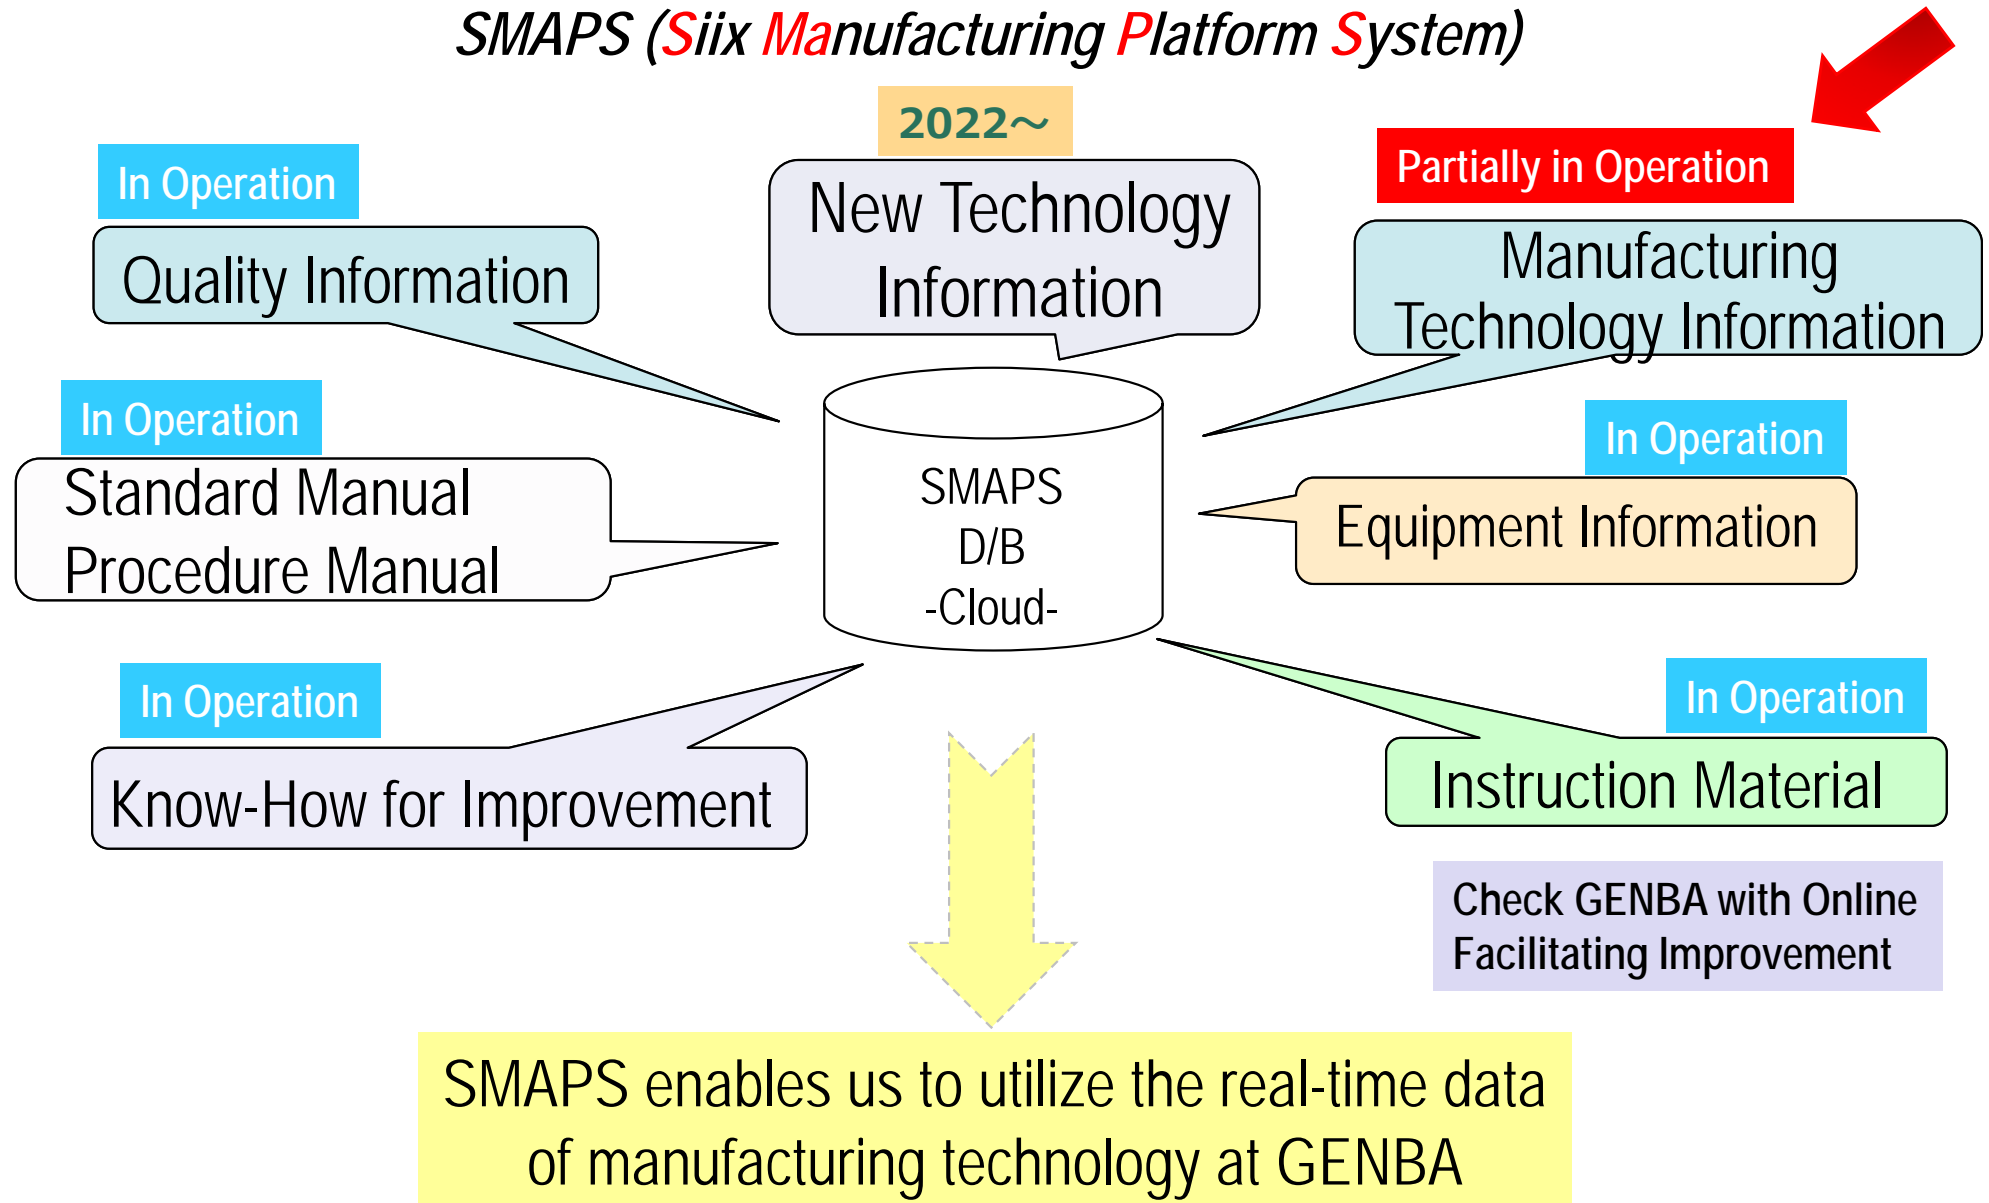 SMAPS (Siix Manufacturing Platform System)
2022～
New Technology
Information
In Operation
Quality Information
Partially in Operation
Manufacturing
Technology Information
In Operation
Standard Manual
Procedure Manual
SMAPS
D/B
-Cloud-
In Operation
Equipment Information
In Operation
Know-How for Improvement
In Operation
Instruction Material
Check GENBA with Online
Facilitating Improvement
SMAPS enables us to utilize the real-time data
of manufacturing technology at GENBA